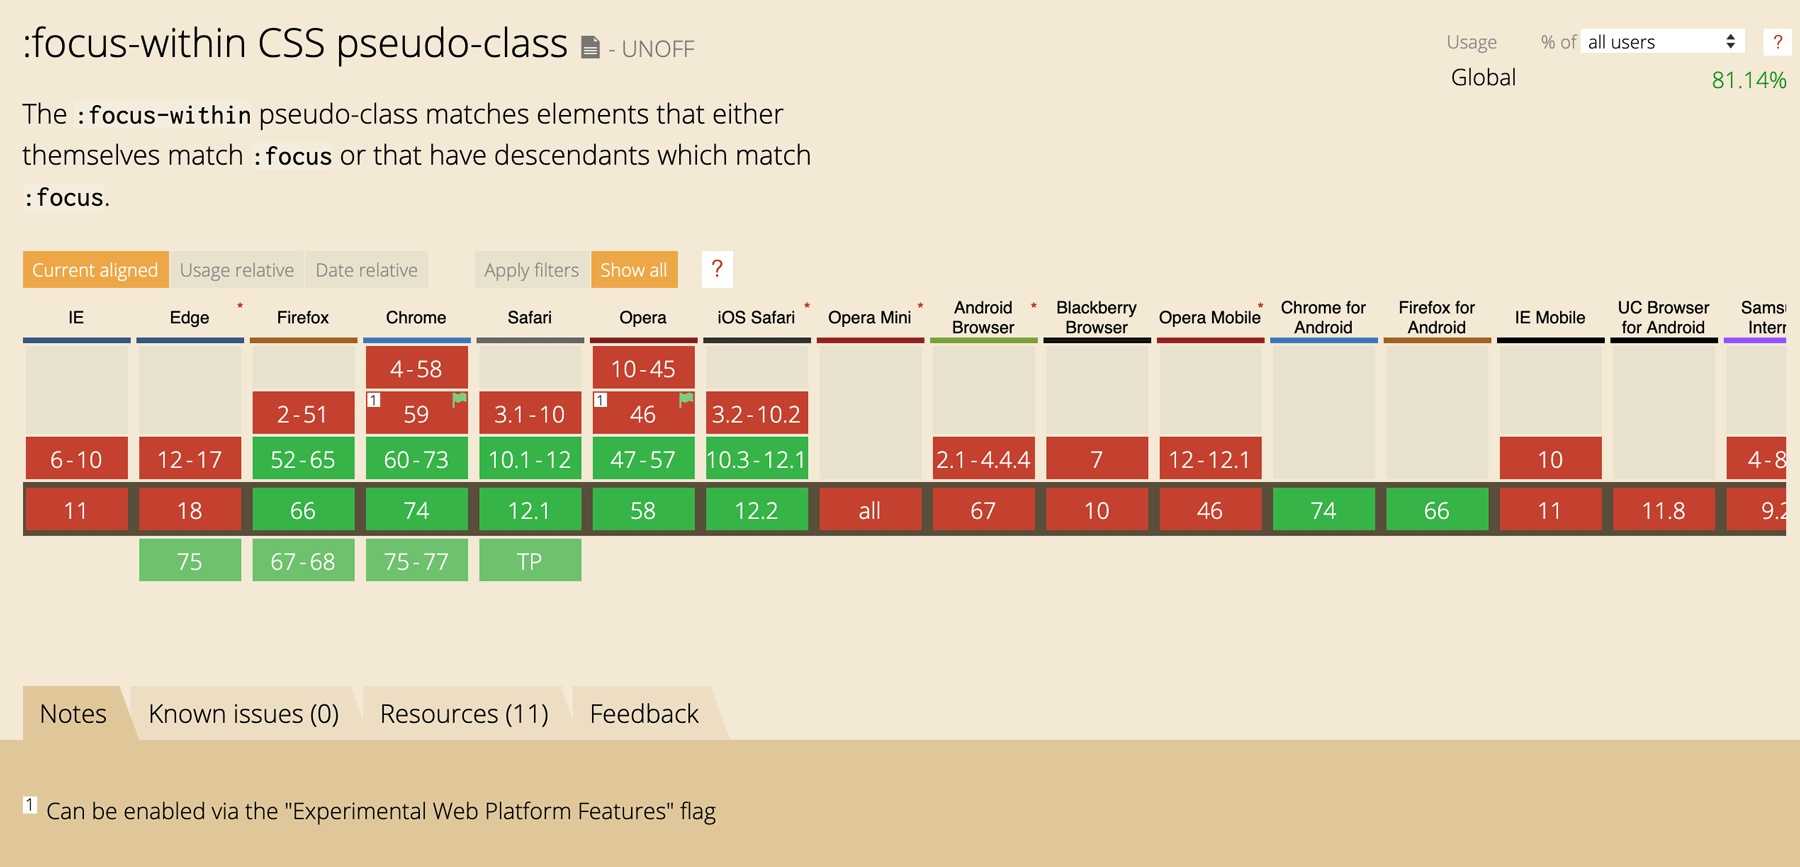 :focus-within CSS pseudo-class - UNOFF
Usage % of all users ?
Global 81.14%
The :focus-within pseudo-class matches elements that either
themselves match :focus or that have descendants which match
:focus.
Current aligned Usage relative Date relative Apply filters Show all ?
IE Edge * Firefox Chrome Safari Opera iOS Safari * Opera Mini * Android Browser * Blackberry Browser Opera Mobile * Chrome for Android Firefox for Android IE Mobile UC Browser for Android
4-58 10-45
2-51 1 59 3.1-10 1 46 3.2-10.2
6-10 12-17 52-65 60-73 10.1-12 47-57 10.3-12.1 2.1-4.4.4 7 12-12.1 10 4-8
11 18 66 74 12.1 58 12.2 all 67 10 46 74 66 11 11.8 9.2
75 67-68 75-77 TP
Notes Known issues (0) Resources (11) Feedback
1 Can be enabled via the "Experimental Web Platform Features" flag